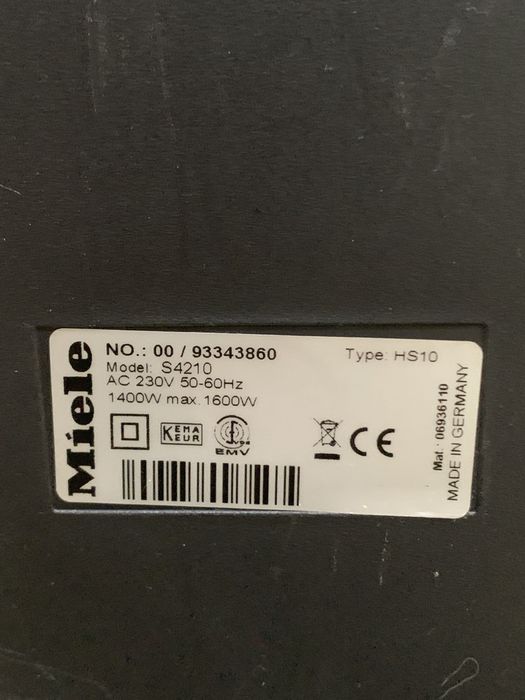 Miele
NO.: 00 / 93343860
Type: HS10
Model: S4210
AC 230V 50-60Hz
1400W max. 1600W
KEMA
KEUR
EMV
CE
Mat.: 06936110
MADE IN GERMANY